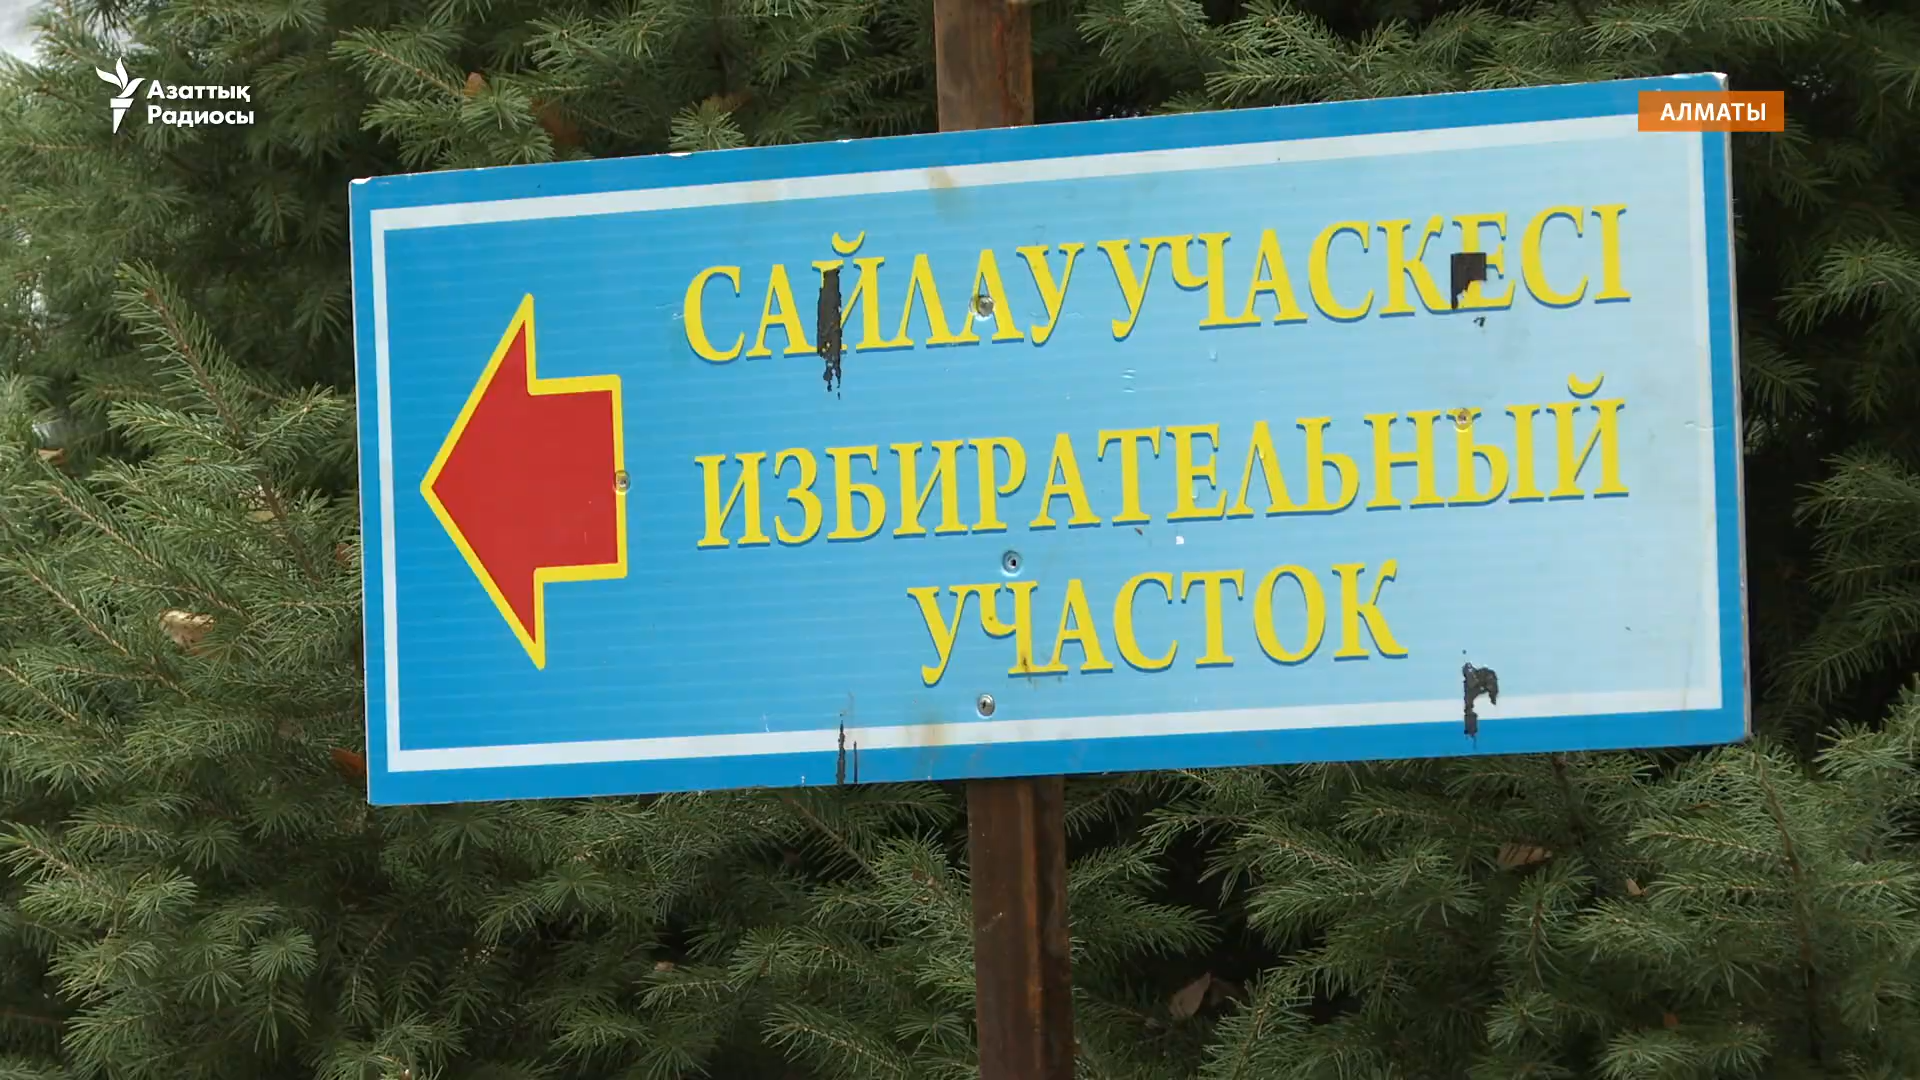 Азаттық
Радиосы
АЛМАТЫ
САЙЛАУ УЧАСКЕСІ
ИЗБИРАТЕЛЬНЫЙ
УЧАСТОК